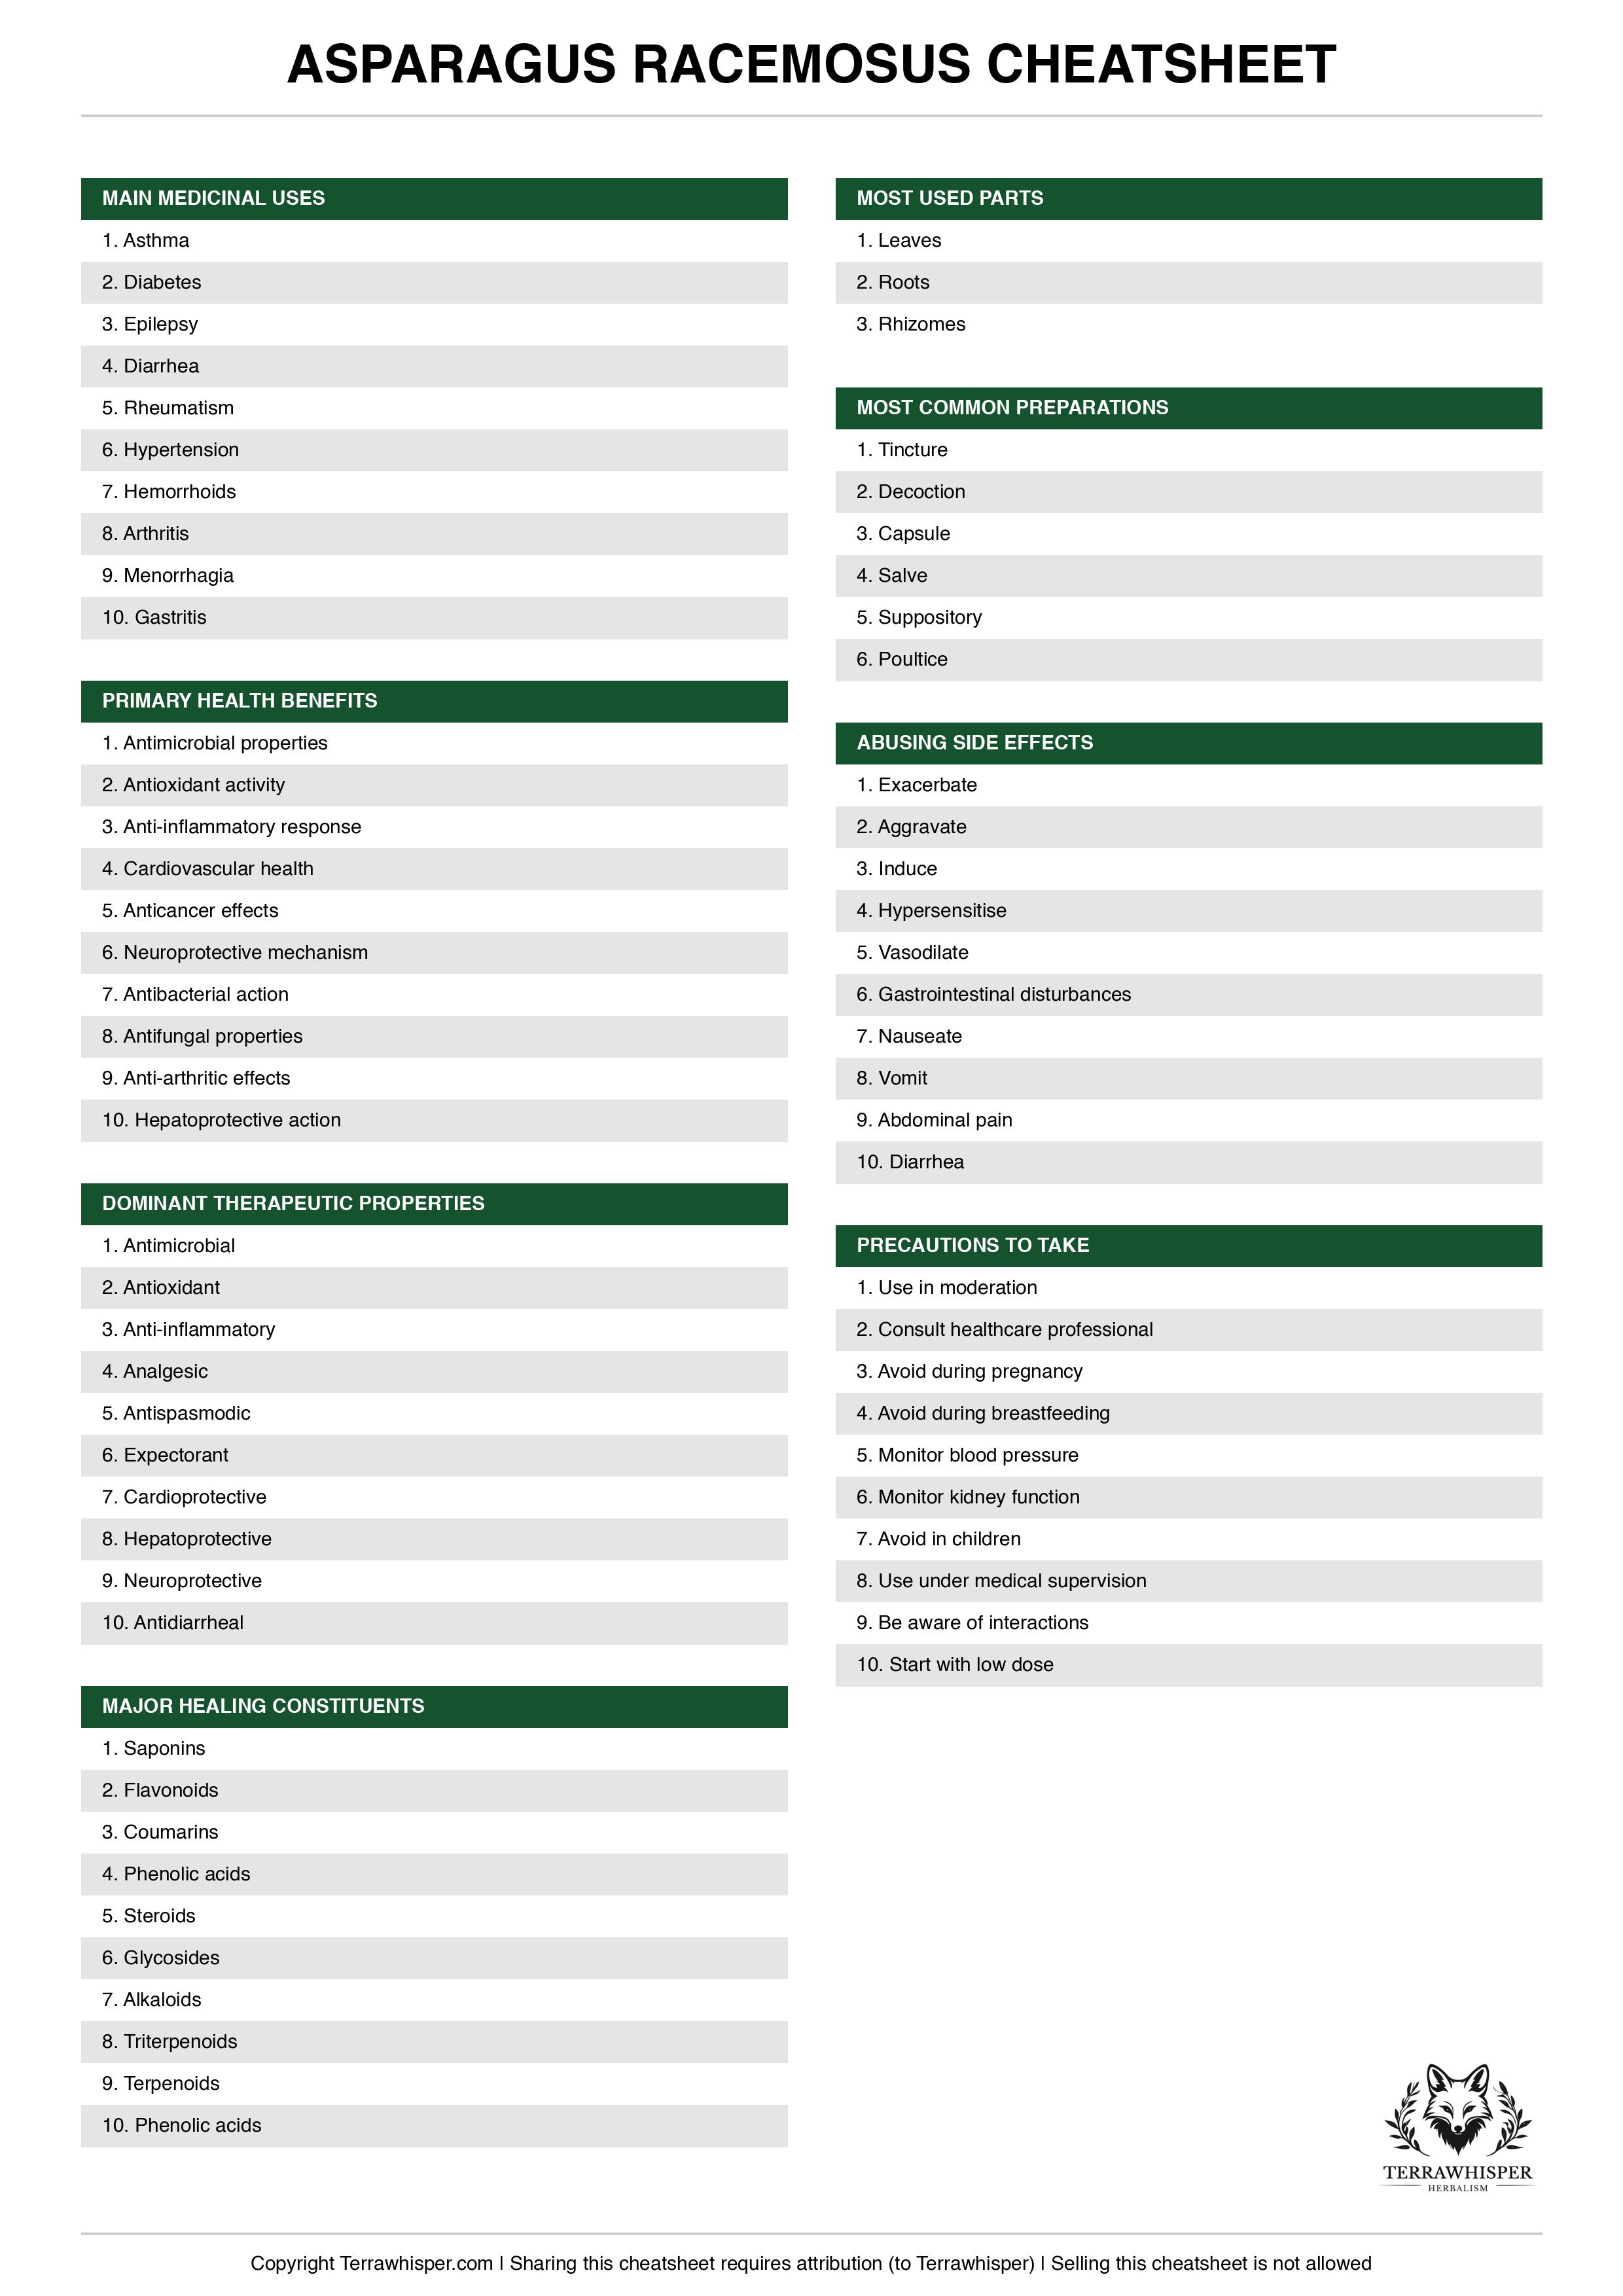 ASPARAGUS RACEMOSUS CHEATSHEET
MAIN MEDICINAL USES
1. Asthma
2. Diabetes
3. Epilepsy
4. Diarrhea
5. Rheumatism
6. Hypertension
7. Hemorrhoids
8. Arthritis
9. Menorrhagia
10. Gastritis
PRIMARY HEALTH BENEFITS
1. Antimicrobial properties
2. Antioxidant activity
3. Anti-inflammatory response
4. Cardiovascular health
5. Anticancer effects
6. Neuroprotective mechanism
7. Antibacterial action
8. Antifungal properties
9. Anti-arthritic effects
10. Hepatoprotective action
DOMINANT THERAPEUTIC PROPERTIES
1. Antimicrobial
2. Antioxidant
3. Anti-inflammatory
4. Analgesic
5. Antispasmodic
6. Expectorant
7. Cardioprotective
8. Hepatoprotective
9. Neuroprotective
10. Antidiarrheal
MAJOR HEALING CONSTITUENTS
1. Saponins
2. Flavonoids
3. Coumarins
4. Phenolic acids
5. Steroids
6. Glycosides
7. Alkaloids
8. Triterpenoids
9. Terpenoids
10. Phenolic acids
MOST USED PARTS
1. Leaves
2. Roots
3. Rhizomes
MOST COMMON PREPARATIONS
1. Tincture
2. Decoction
3. Capsule
4. Salve
5. Suppository
6. Poultice
ABUSING SIDE EFFECTS
1. Exacerbate
2. Aggravate
3. Induce
4. Hypersensitise
5. Vasodilate
6. Gastrointestinal disturbances
7. Nauseate
8. Vomit
9. Abdominal pain
10. Diarrhea
PRECAUTIONS TO TAKE
1. Use in moderation
2. Consult healthcare professional
3. Avoid during pregnancy
4. Avoid during breastfeeding
5. Monitor blood pressure
6. Monitor kidney function
7. Avoid in children
8. Use under medical supervision
9. Be aware of interactions
10. Start with low dose
TERRAWHISPER
HERBALISM
Copyright Terrawhisper.com | Sharing this cheatsheet requires attribution (to Terrawhisper) | Selling this cheatsheet is not allowed